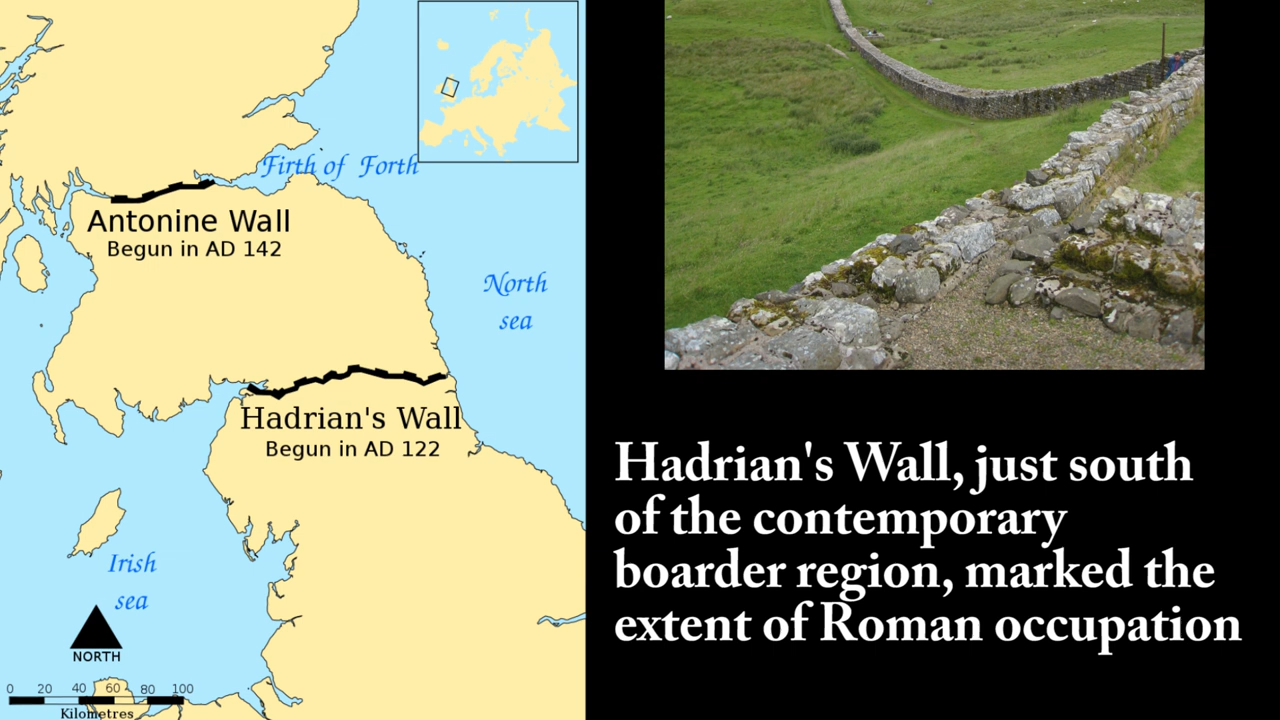 Firth of Forth
Antonine Wall
Begun in AD 142
North
sea
Hadrian's Wall
Begun in AD 122
Irish
sea
NORTH
0 20 40 60 80 100
Kilometres
Hadrian's Wall, just south
of the contemporary
boarder region, marked the
extent of Roman occupation